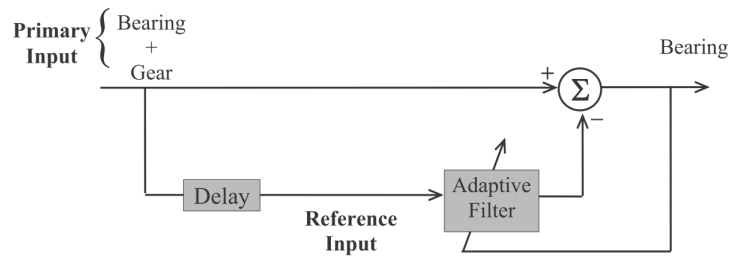 Primary Input
{ Bearing
+
Gear
Bearing
+
Σ
−
Delay
Reference
Input
Adaptive
Filter